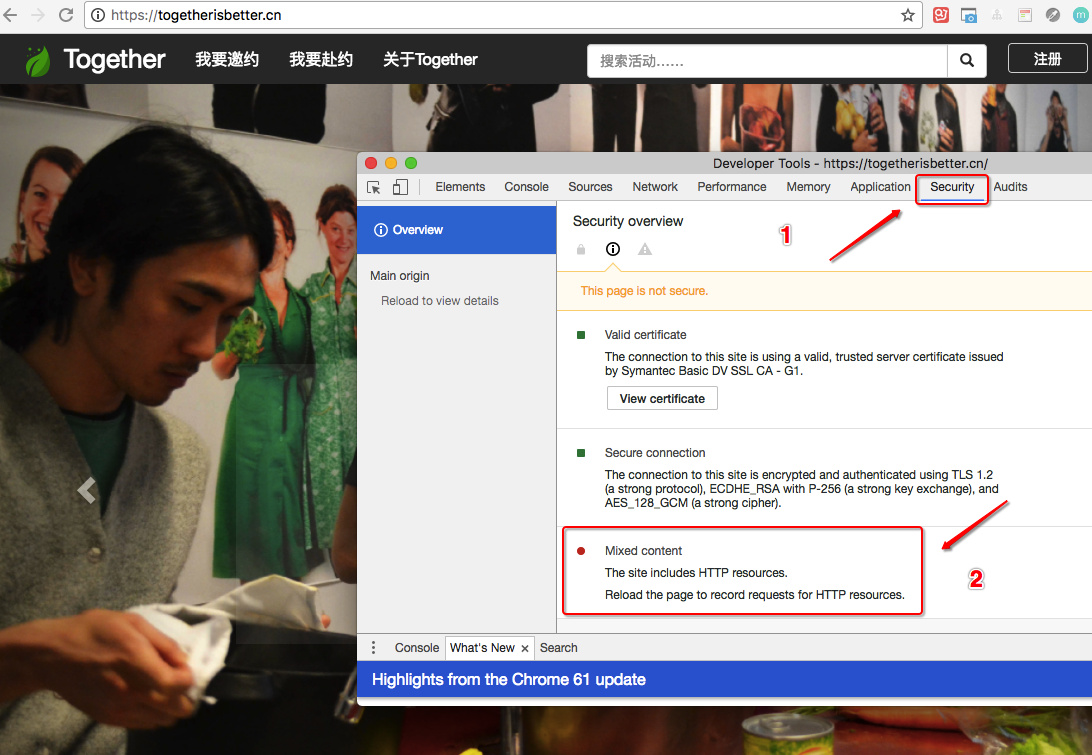 https://togetherisbetter.cn
Together 我要邀约 我要赴约 关于Together 搜索活动...... 注册
Developer Tools - https://togetherisbetter.cn/
Elements Console Sources Network Performance Memory Application Security Audits
Overview
Main origin
Reload to view details
Security overview
1
This page is not secure.
Valid certificate
The connection to this site is using a valid, trusted server certificate issued
by Symantec Basic DV SSL CA - G1.
View certificate
Secure connection
The connection to this site is encrypted and authenticated using TLS 1.2
(a strong protocol), ECDHE_RSA with P-256 (a strong key exchange), and
AES_128_GCM (a strong cipher).
Mixed content
The site includes HTTP resources.
Reload the page to record requests for HTTP resources.
2
Console What's New × Search
Highlights from the Chrome 61 update